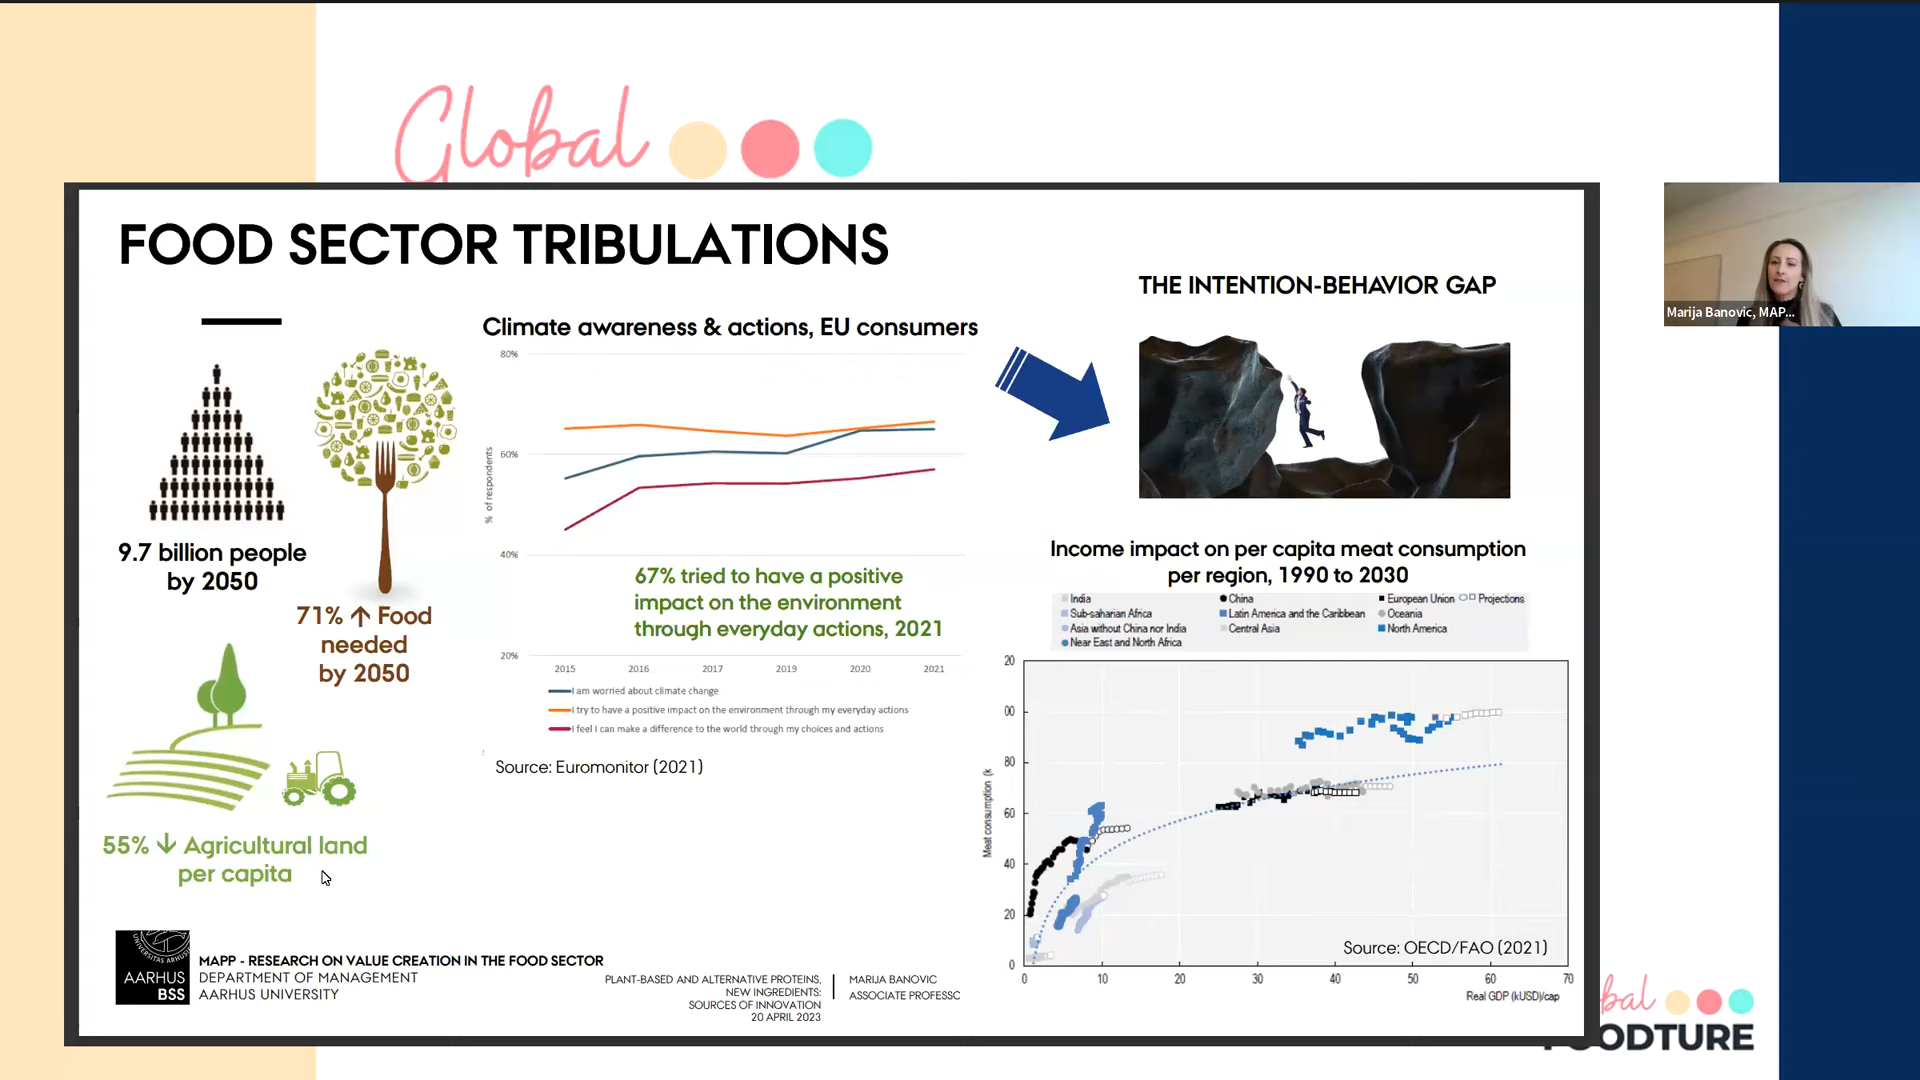 Global
FOOD SECTOR TRIBULATIONS
9.7 billion people
by 2050
71% ↑ Food
needed
by 2050
55% ↓ Agricultural land
per capita
Climate awareness & actions, EU consumers
80%
60%
40%
20%
% of respondents
67% tried to have a positive
impact on the environment
through everyday actions, 2021
2015 2016 2017 2019 2020 2021
I am worried about climate change
I try to have a positive impact on the environment through my everyday actions
I feel I can make a difference to the world through my choices and actions
Source: Euromonitor (2021)
THE INTENTION-BEHAVIOR GAP
Income impact on per capita meat consumption
per region, 1990 to 2030
India China European Union Projections
Sub-saharian Africa Latin America and the Caribbean Oceania
Asia without China nor India Central Asia North America
Near East and North Africa
20
00
80
60
40
20
0
Meat consumption (k
0 10 20 30 40 50 60 70
Real GDP (kUSD)/cap
Source: OECD/FAO (2021)
AARHUS
BSS
MAPP - RESEARCH ON VALUE CREATION IN THE FOOD SECTOR
DEPARTMENT OF MANAGEMENT
AARHUS UNIVERSITY
PLANT-BASED AND ALTERNATIVE PROTEINS,
NEW INGREDIENTS:
SOURCES OF INNOVATION
20 APRIL 2023
MARIJA BANOVIC
ASSOCIATE PROFESSC
Marija Banovic, MAP...
bal
FOODTURE